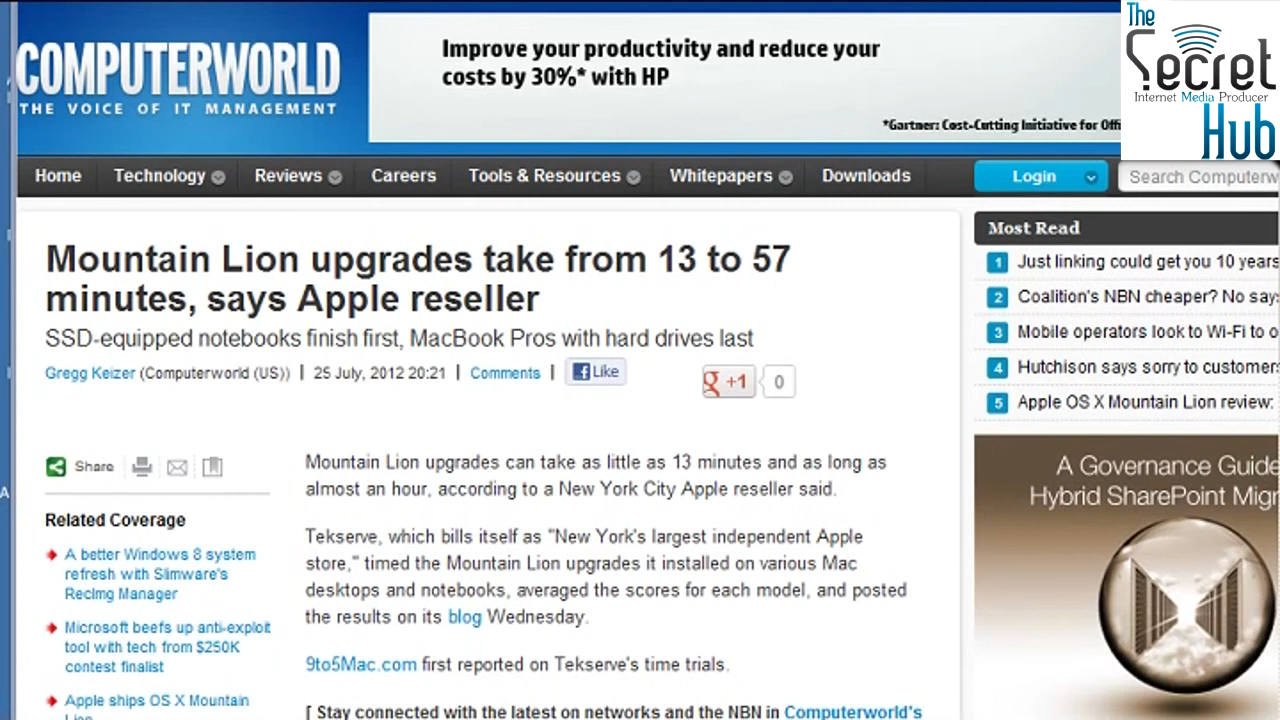 COMPUTERWORLD
THE VOICE OF IT MANAGEMENT
Improve your productivity and reduce your
costs by 30%* with HP
*Gartner: Cost-Cutting Initiative for
The
Secret
Internet Media Producer
Hub
Home Technology Reviews Careers Tools & Resources Whitepapers Downloads Login Search
Mountain Lion upgrades take from 13 to 57
minutes, says Apple reseller
SSD-equipped notebooks finish first, MacBook Pros with hard drives last
Gregg Keizer (Computerworld (US)) | 25 July, 2012 20:21 | Comments | Like
g +1 0
Share
Related Coverage
A better Windows 8 system
refresh with Slimware's
RecImg Manager
Microsoft beefs up anti-exploit
tool with tech from $250K
contest finalist
Apple ships OS X Mountain
Lion
Mountain Lion upgrades can take as little as 13 minutes and as long as
almost an hour, according to a New York City Apple reseller said.
Tekserve, which bills itself as "New York's largest independent Apple
store," timed the Mountain Lion upgrades it installed on various Mac
desktops and notebooks, averaged the scores for each model, and posted
the results on its blog Wednesday.
9to5Mac.com first reported on Tekserve's time trials.
[ Stay connected with the latest on networks and the NBN in Computerworld's
Most Read
1 Just linking could get you 10 years
2 Coalition's NBN cheaper? No
3 Mobile operators look to Wi-Fi to
4 Hutchison says sorry to
5 Apple OS X Mountain Lion review:
A Governance Guide
Hybrid SharePoint